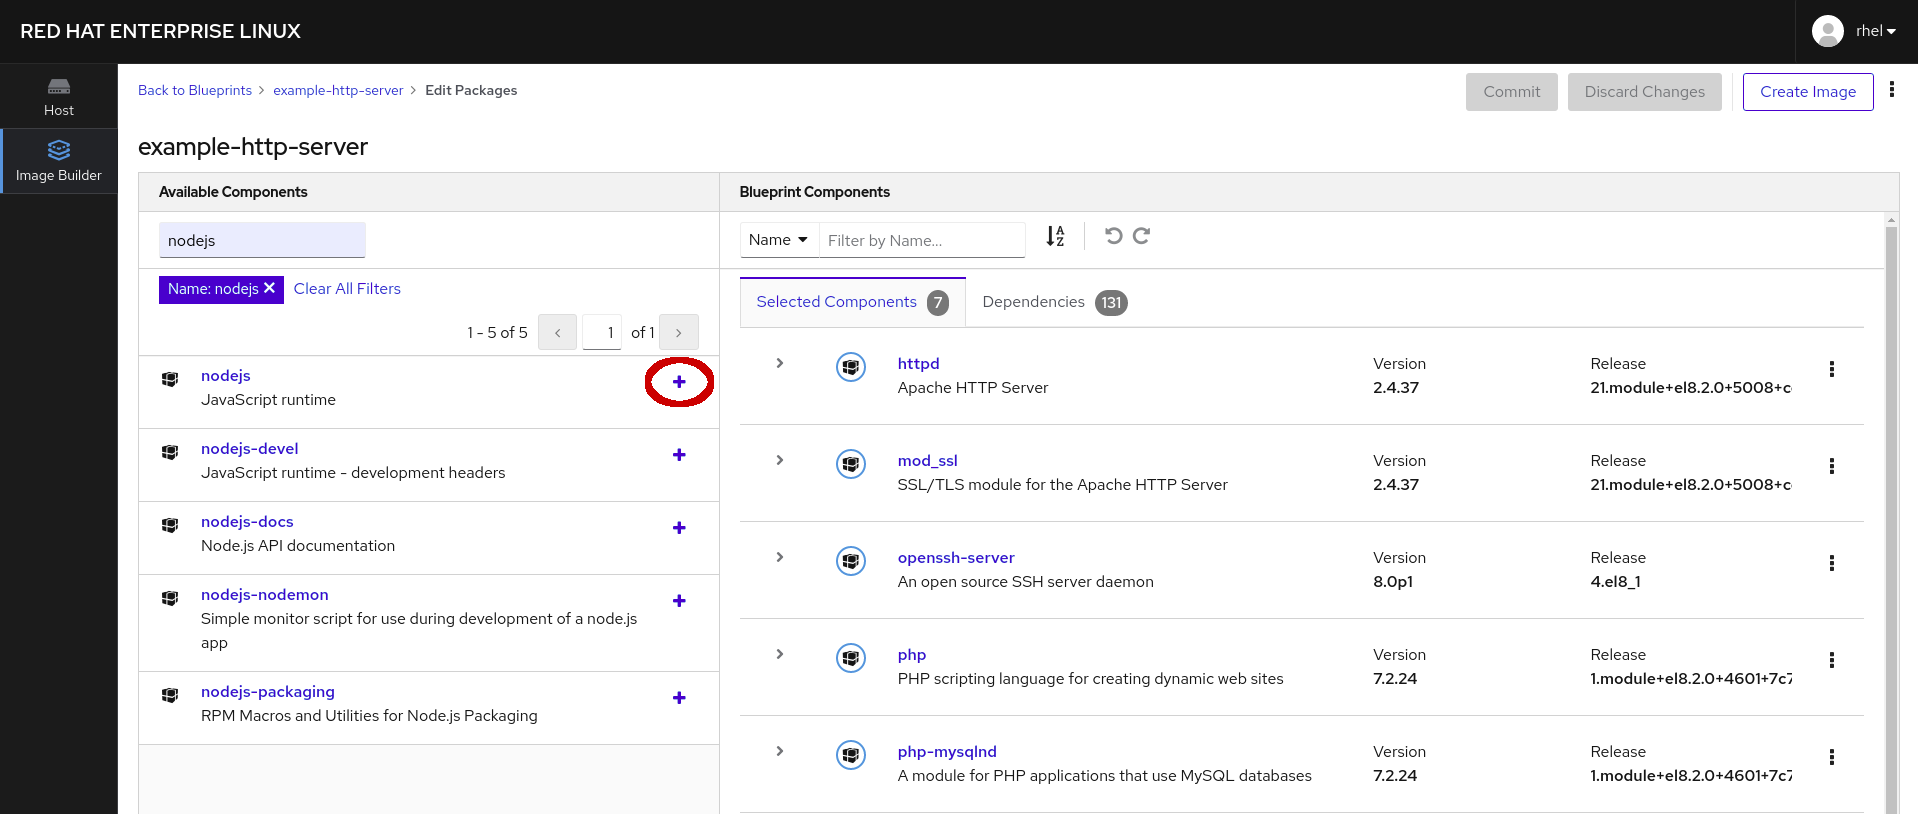 RED HAT ENTERPRISE LINUX
rhel
Host
Image Builder
Back to Blueprints > example-http-server > Edit Packages
Commit
Discard Changes
Create Image
example-http-server
Available Components
nodejs
Name: nodejs ✕ Clear All Filters
1 - 5 of 5 < 1 of 1 >
nodejs
JavaScript runtime
nodejs-devel
JavaScript runtime - development headers
nodejs-docs
Node.js API documentation
nodejs-nodemon
Simple monitor script for use during development of a node.js
app
nodejs-packaging
RPM Macros and Utilities for Node.js Packaging
Blueprint Components
Name Filter by Name...
A
Z
Selected Components 7 Dependencies 131
httpd Version Release
Apache HTTP Server 2.4.37 21.module+el8.2.0+5008+c
mod_ssl Version Release
SSL/TLS module for the Apache HTTP Server 2.4.37 21.module+el8.2.0+5008+c
openssh-server Version Release
An open source SSH server daemon 8.0p1 4.el8_1
php Version Release
PHP scripting language for creating dynamic web sites 7.2.24 1.module+el8.2.0+4601+7c7
php-mysqlnd Version Release
A module for PHP applications that use MySQL databases 7.2.24 1.module+el8.2.0+4601+7c7